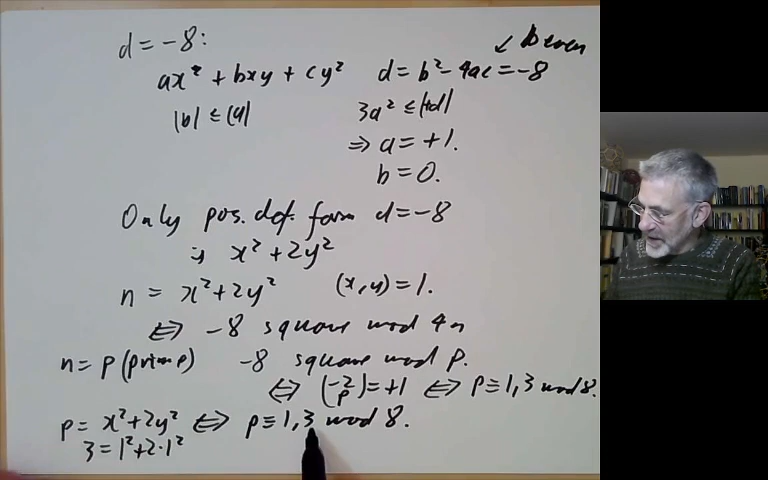 d = -8:
↙ b even
ax² + bxy + cy²   d = b² - 4ac = -8
|b| ≤ |a|   3a² ≤ |d|
⇒ a = +1.
b = 0.
Only pos. def. form d = -8
is x² + 2y²
n = x² + 2y²   (x, y) = 1.
⇔ -8 square mod 4n
n = p (prime)   -8 square mod p.
⇔ (-2/p) = +1 ⇔ p ≡ 1, 3 mod 8.
p = x² + 2y² ⇔ p ≡ 1, 3 mod 8.
3 = 1² + 2·1²